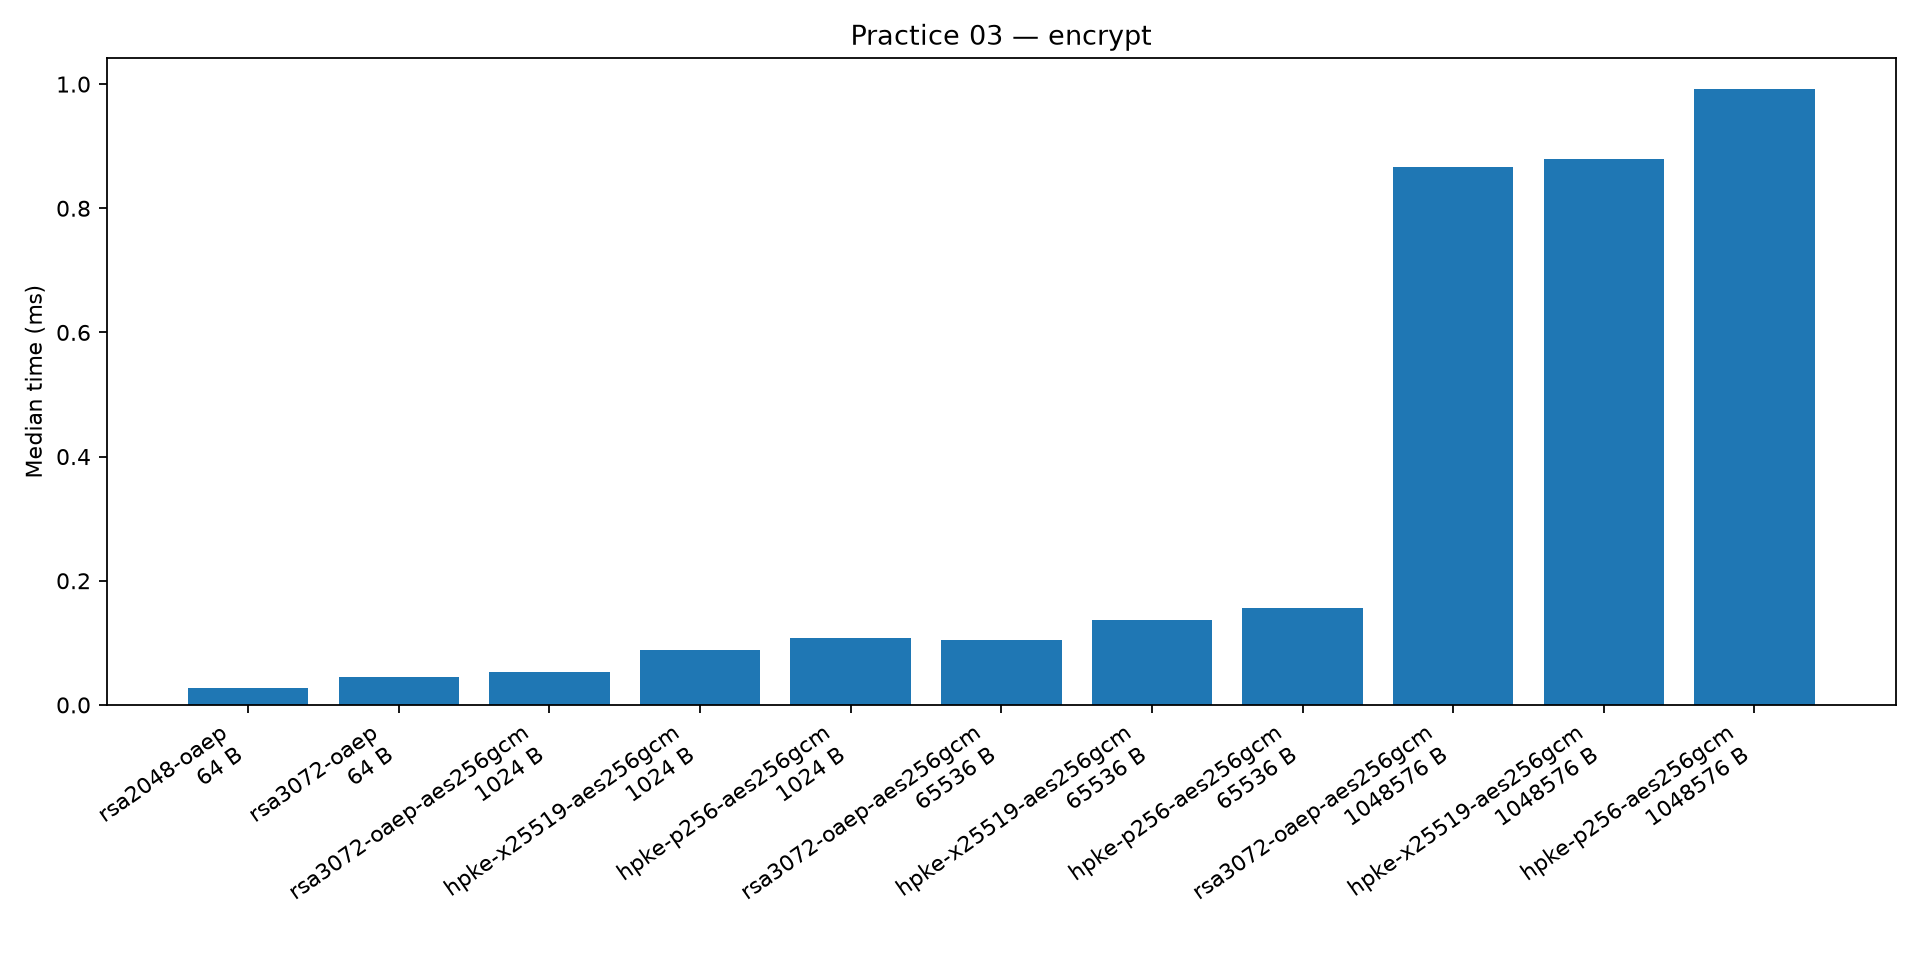 Practice 03 — encrypt
Median time (ms)
1.0
0.8
0.6
0.4
0.2
0.0
rsa2048-oaep
64 B
rsa3072-oaep
64 B
rsa3072-oaep-aes256gcm
1024 B
hpke-x25519-aes256gcm
1024 B
hpke-p256-aes256gcm
1024 B
rsa3072-oaep-aes256gcm
65536 B
hpke-x25519-aes256gcm
65536 B
hpke-p256-aes256gcm
65536 B
rsa3072-oaep-aes256gcm
1048576 B
hpke-x25519-aes256gcm
1048576 B
hpke-p256-aes256gcm
1048576 B